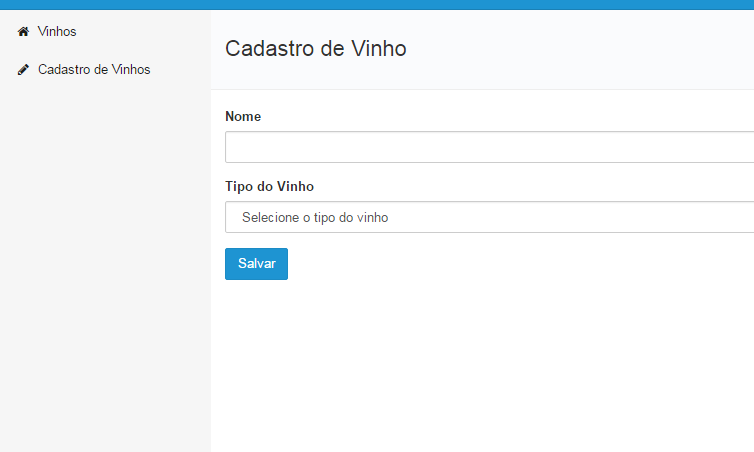 Vinhos
Cadastro de Vinhos
Cadastro de Vinho
Nome
Tipo do Vinho
Selecione o tipo do vinho
Salvar